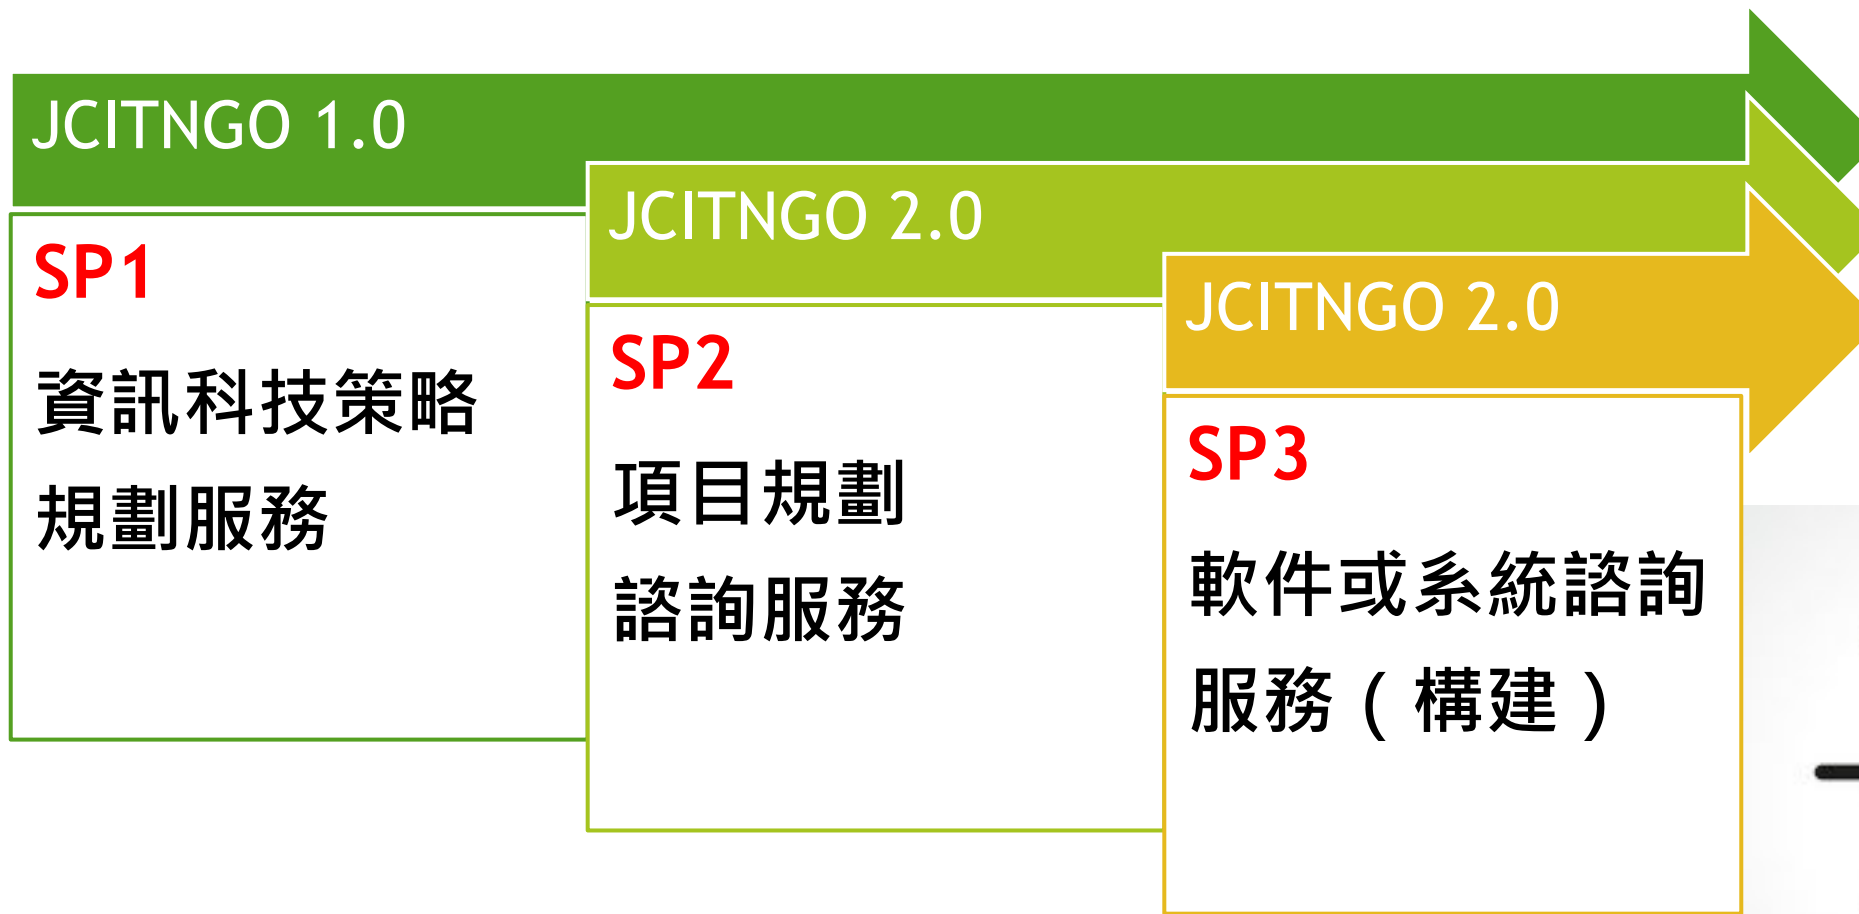 JCITNGO 1.0
SP1
資訊科技策略
規劃服務
JCITNGO 2.0
SP2
項目規劃
諮詢服務
JCITNGO 2.0
SP3
軟件或系統諮詢
服務（構建）